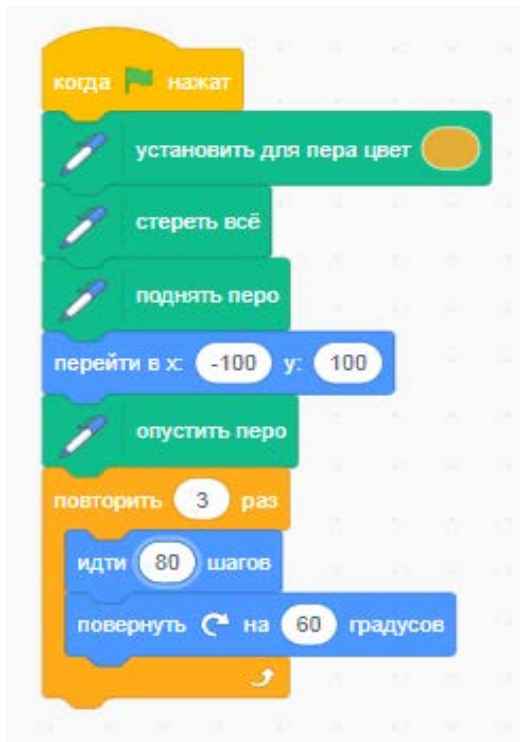 когда нажат
установить для пера цвет
стереть всё
поднять перо
перейти в x: -100 y: 100
опустить перо
повторить 3 раз
идти 80 шагов
повернуть на 60 градусов